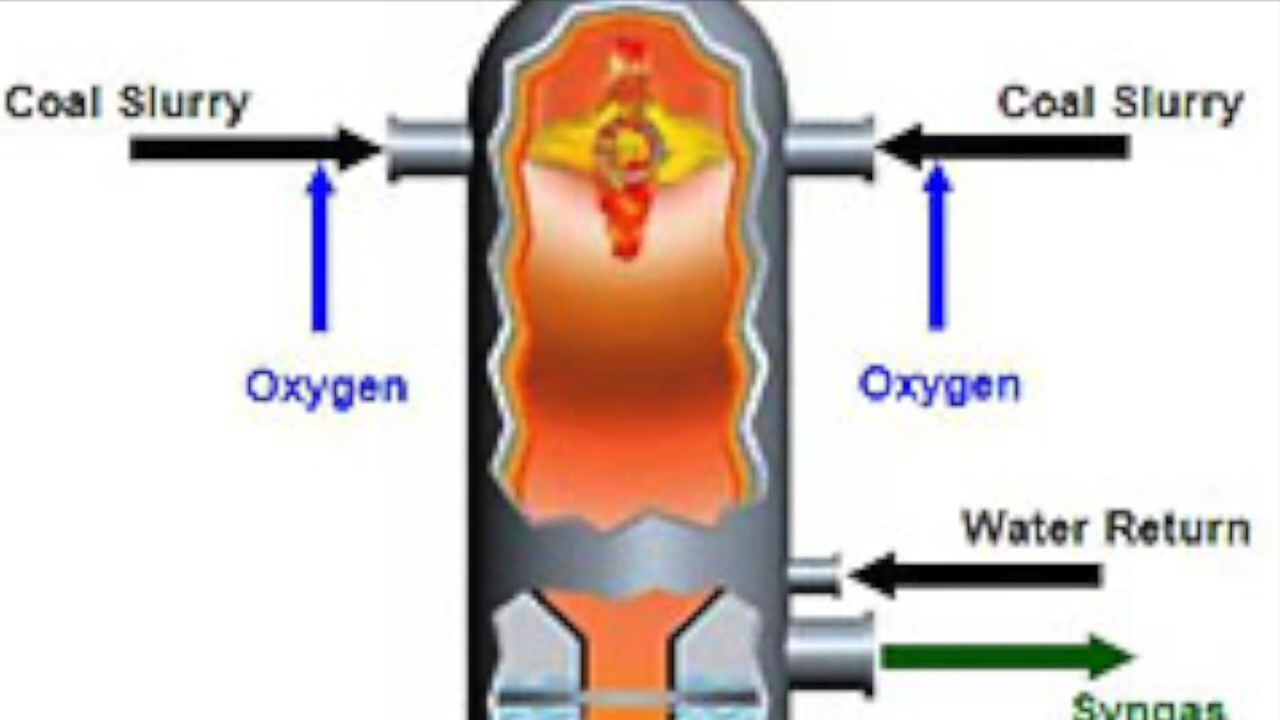 Coal Slurry
Coal Slurry
Oxygen
Oxygen
Water Return
Syngas